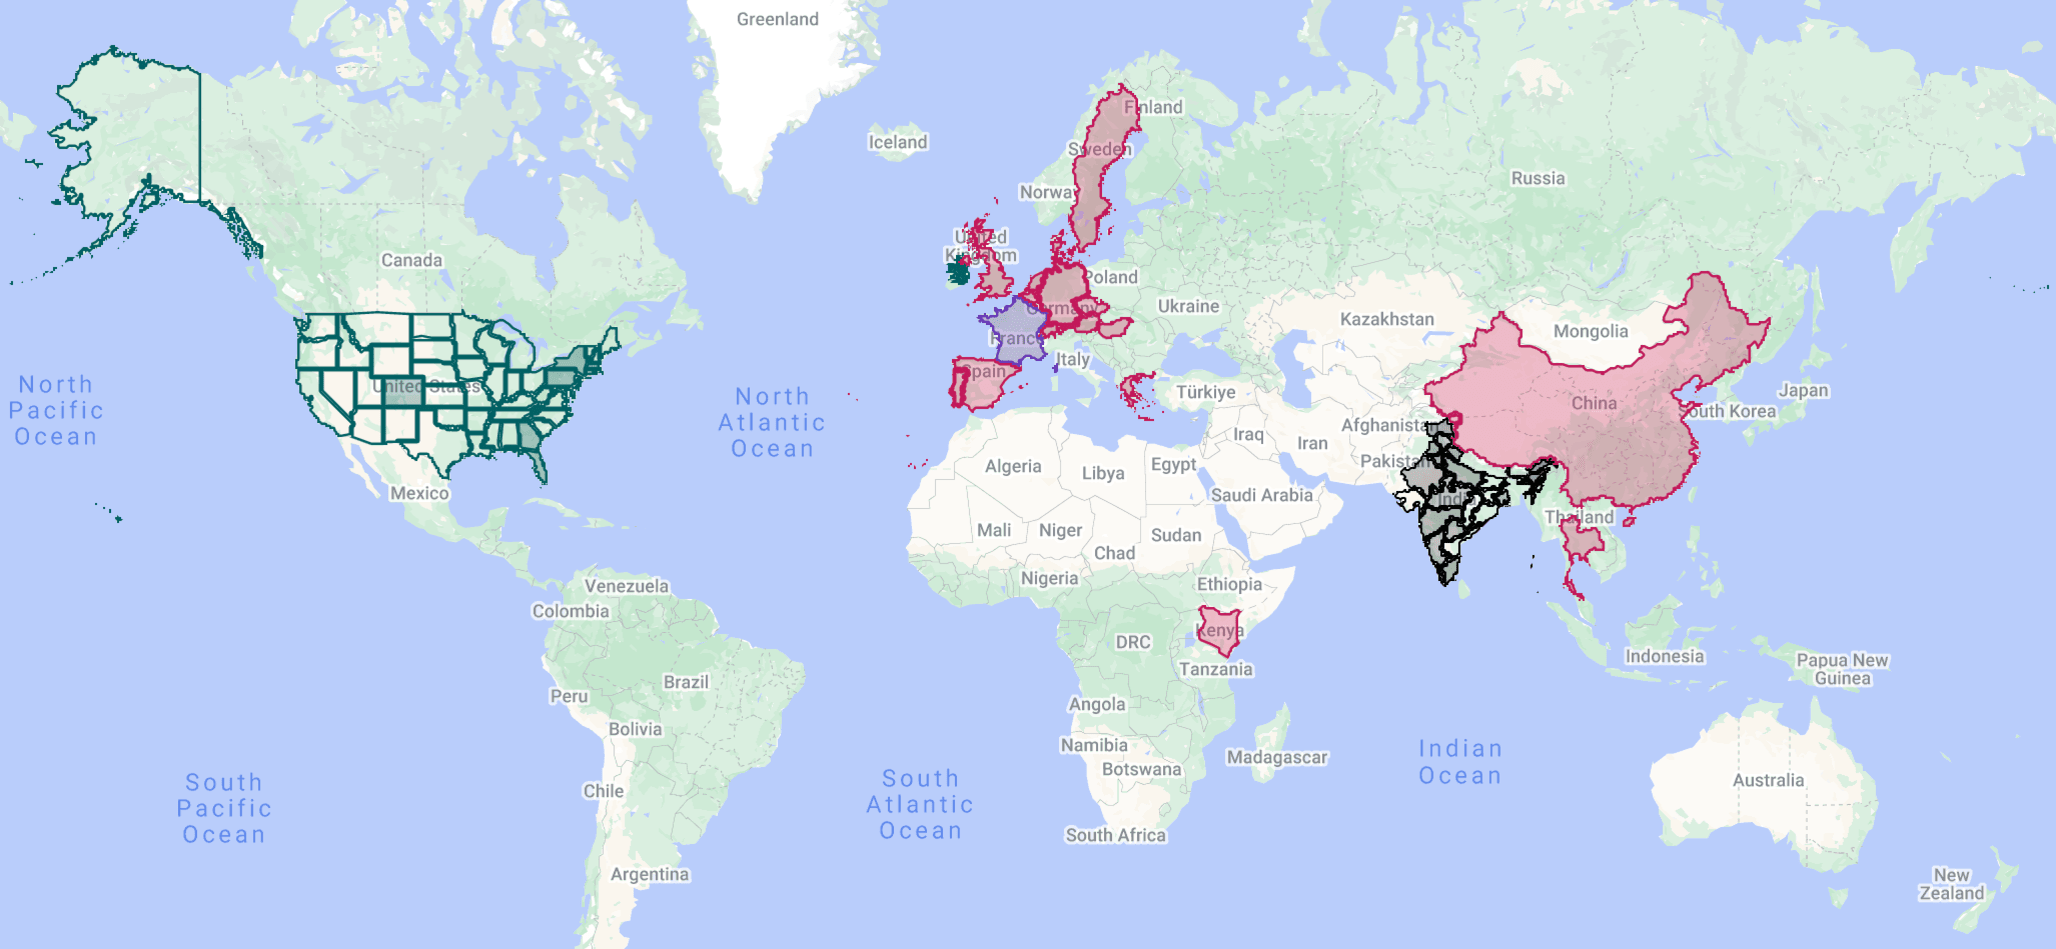 Greenland
Iceland
Finland
Sweden
Norwa
Russia
United
Kingdom
Canada
Poland
Germany
Ukraine
France
Kazakhstan
Mongolia
Italy
Spain
Türkiye
United States
North
Pacific
Ocean
North
Atlantic
Ocean
China
Japan
South Korea
Afghanistan
Iraq
Iran
Pakistan
Algeria
Libya
Egypt
Saudi Arabia
India
Mexico
Thailand
Mali
Niger
Sudan
Chad
Nigeria
Ethiopia
Venezuela
Colombia
Kenya
DRC
Tanzania
Indonesia
Papua New
Guinea
Brazil
Peru
Angola
Bolivia
Namibia
Botswana
Madagascar
Indian
Ocean
Australia
South
Pacific
Ocean
Chile
South
Atlantic
Ocean
South Africa
Argentina
New
Zealand